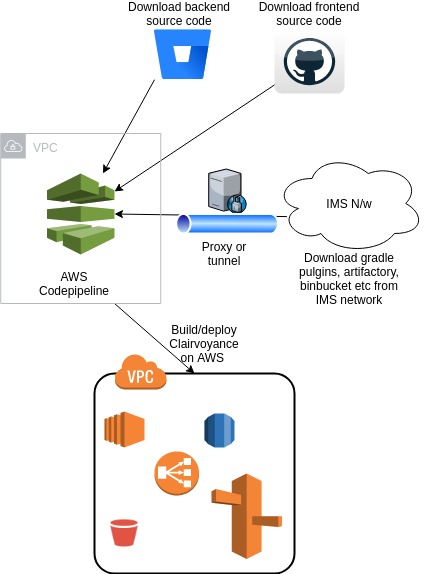 Download backend
source code
Download frontend
source code
VPC
AWS
Codepipeline
Proxy or
tunnel
IMS N/w
Download gradle
pulgins, artifactory,
binbucket etc from
IMS network
Build/deploy
Clairvoyance
on AWS
VPC